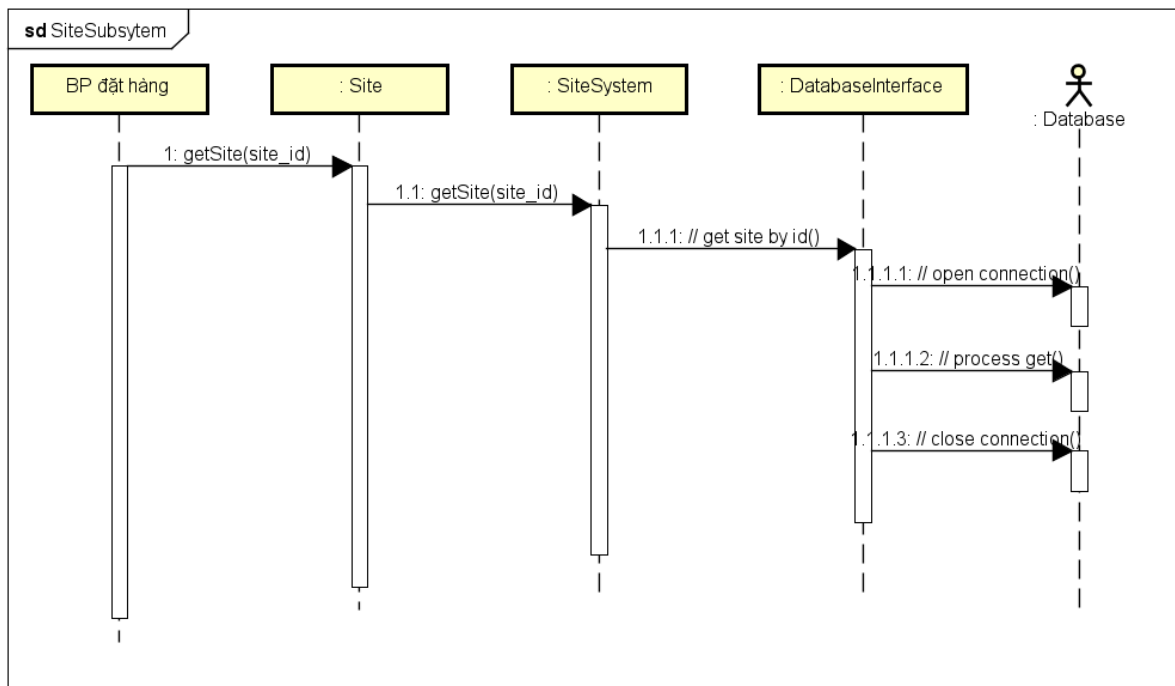 sd SiteSubsytem
BP đặt hàng
: Site
: SiteSystem
: DatabaseInterface
: Database
1: getSite(site_id)
1.1: getSite(site_id)
1.1.1: // get site by id()
1.1.1.1: // open connection()
1.1.1.2: // process get()
1.1.1.3: // close connection()